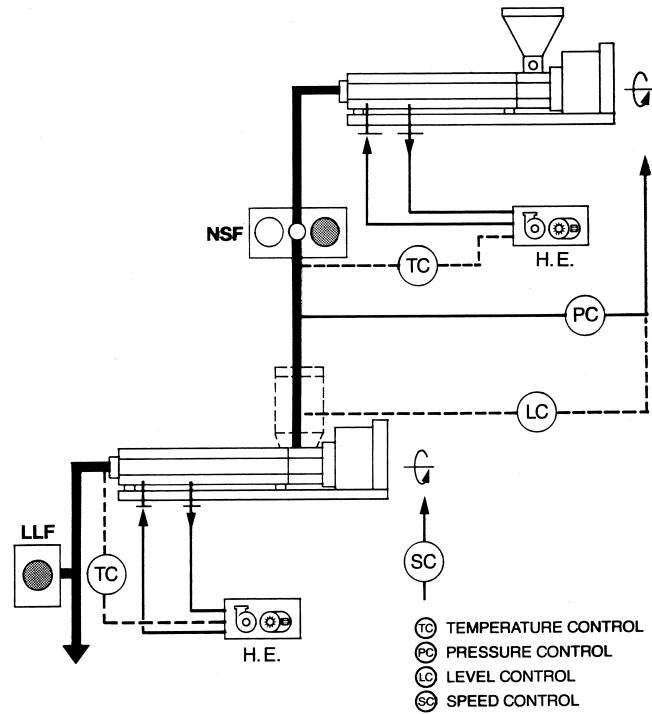 NSF
TC
H.E.
PC
LC
LLF
TC
SC
H.E.
TC TEMPERATURE CONTROL
PC PRESSURE CONTROL
LC LEVEL CONTROL
SC SPEED CONTROL